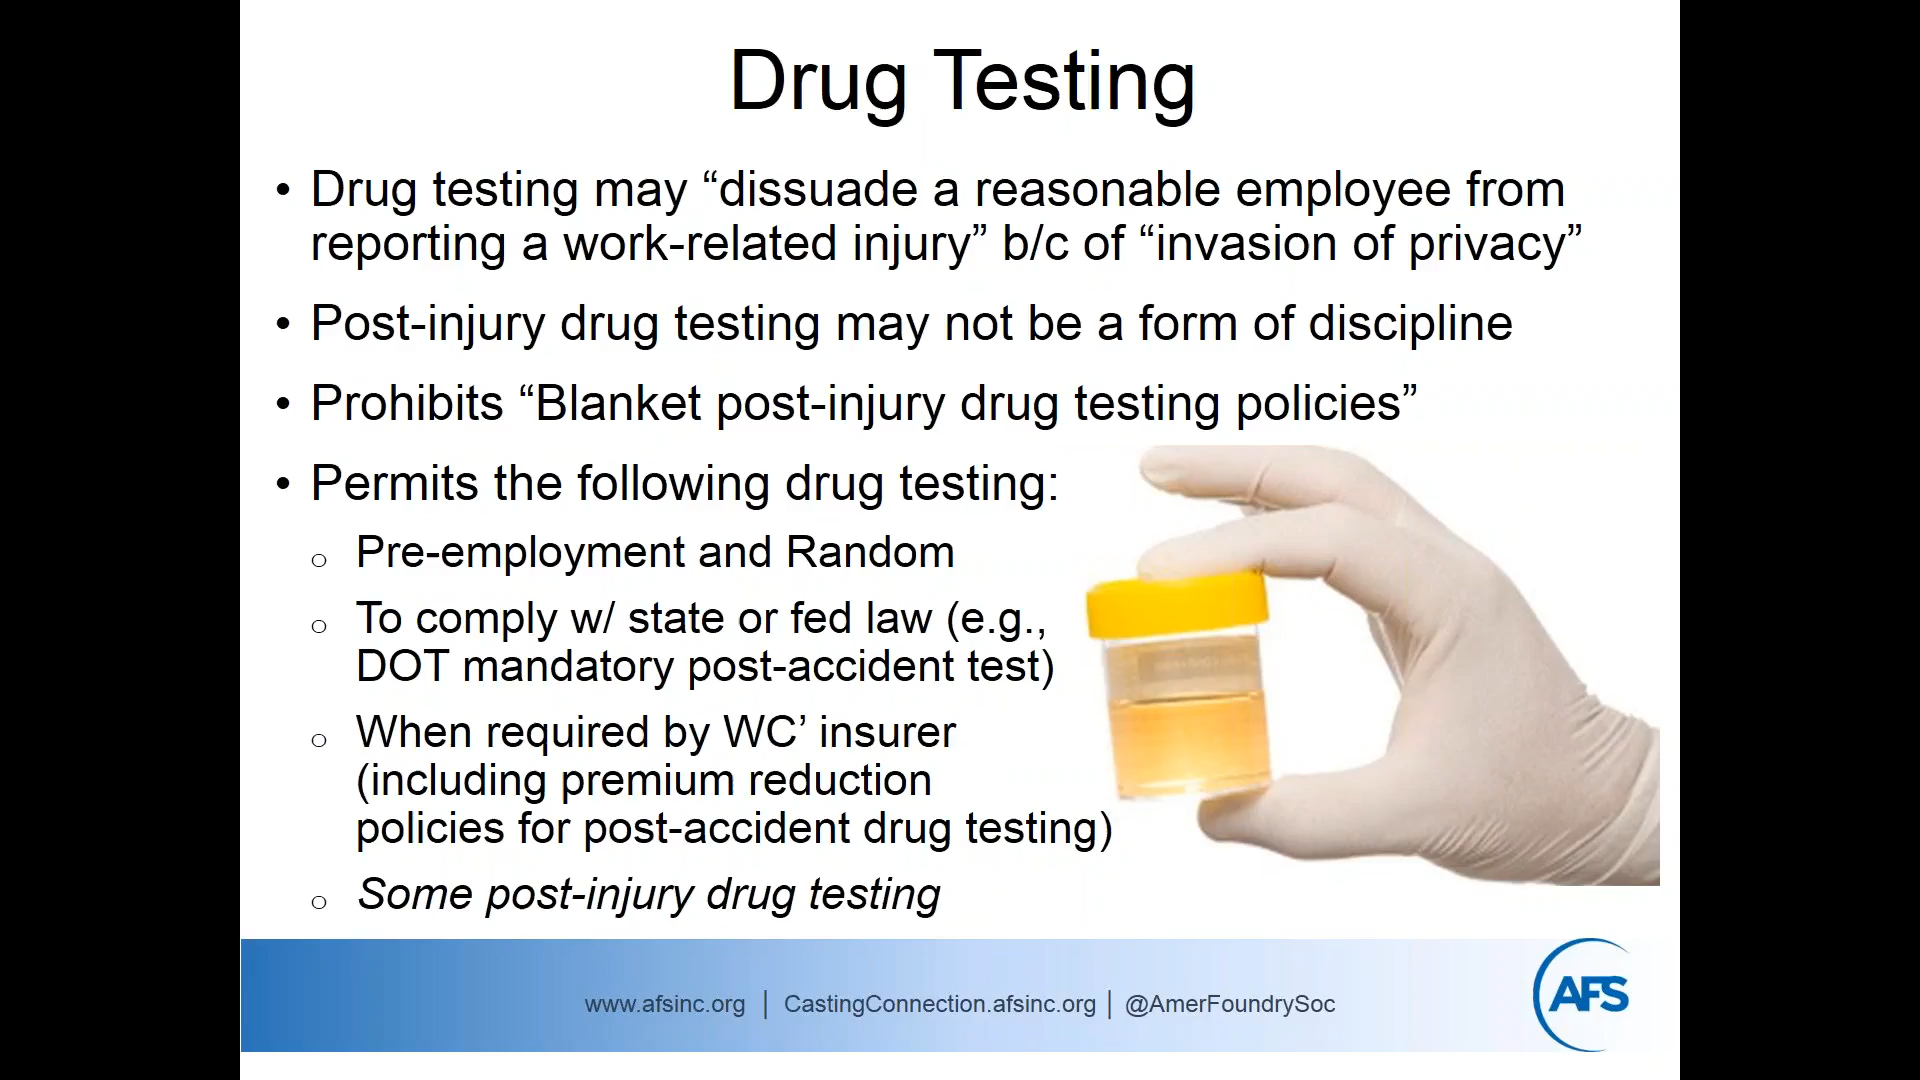 Drug Testing
• Drug testing may “dissuade a reasonable employee from
reporting a work-related injury” b/c of “invasion of privacy”
• Post-injury drug testing may not be a form of discipline
• Prohibits “Blanket post-injury drug testing policies”
• Permits the following drug testing:
o Pre-employment and Random
o To comply w/ state or fed law (e.g.,
DOT mandatory post-accident test)
o When required by WC’ insurer
(including premium reduction
policies for post-accident drug testing)
o Some post-injury drug testing
www.afsinc.org | CastingConnection.afsinc.org | @AmerFoundrySoc
AFS